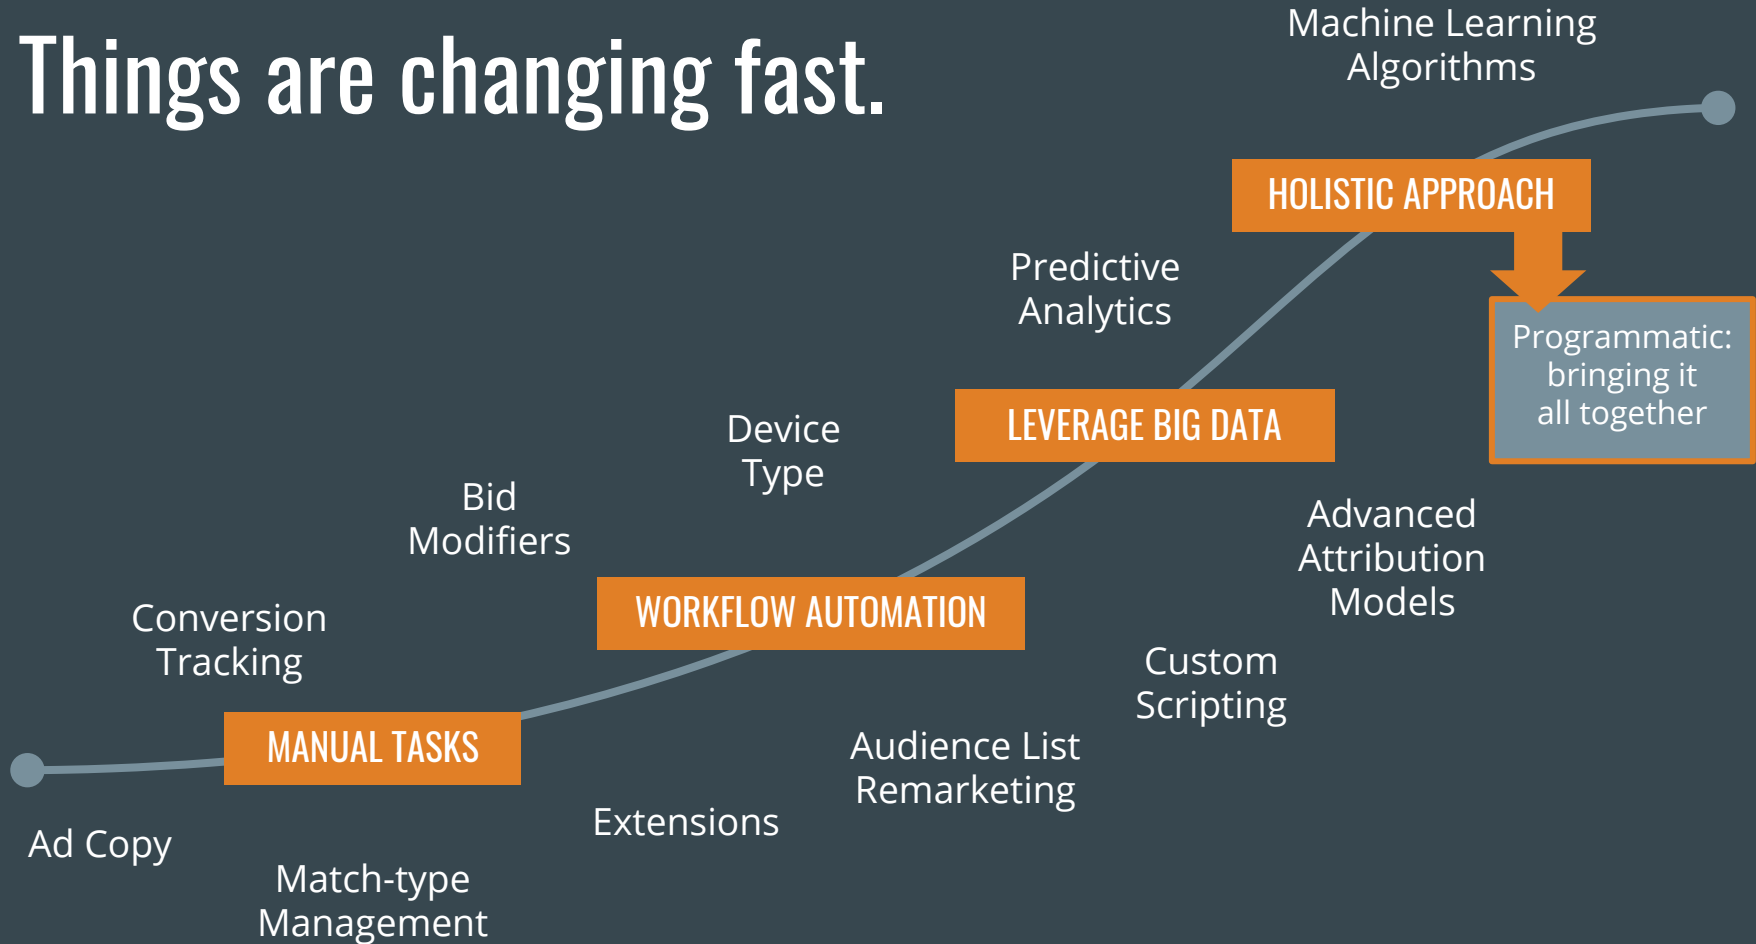 Things are changing fast.
Machine Learning
Algorithms
HOLISTIC APPROACH
Predictive
Analytics
Programmatic:
bringing it
all together
LEVERAGE BIG DATA
Device
Type
Bid
Modifiers
Advanced
Attribution
Models
WORKFLOW AUTOMATION
Conversion
Tracking
Custom
Scripting
MANUAL TASKS
Audience List
Remarketing
Extensions
Ad Copy
Match-type
Management